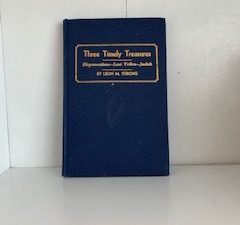 Three Timely Treasures
Dispensations—Lost Tribes—Judah
BY LEON M. STRONG